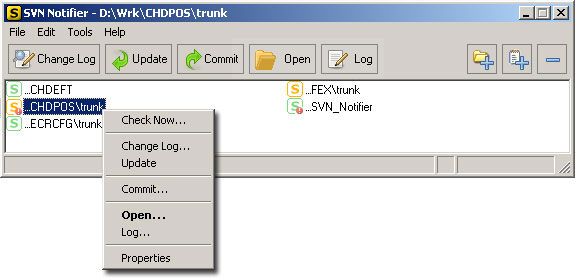 SVN Notifier - D:\Wrk\CHDPOS\trunk
File Edit Tools Help
Change Log Update Commit Open Log
...CHDEFT ...FEX\trunk
...CHDPOS\trunk ...SVN_Notifier
...ECRCFG\trunk
Check Now...
Change Log...
Update
Commit...
Open...
Log...
Properties